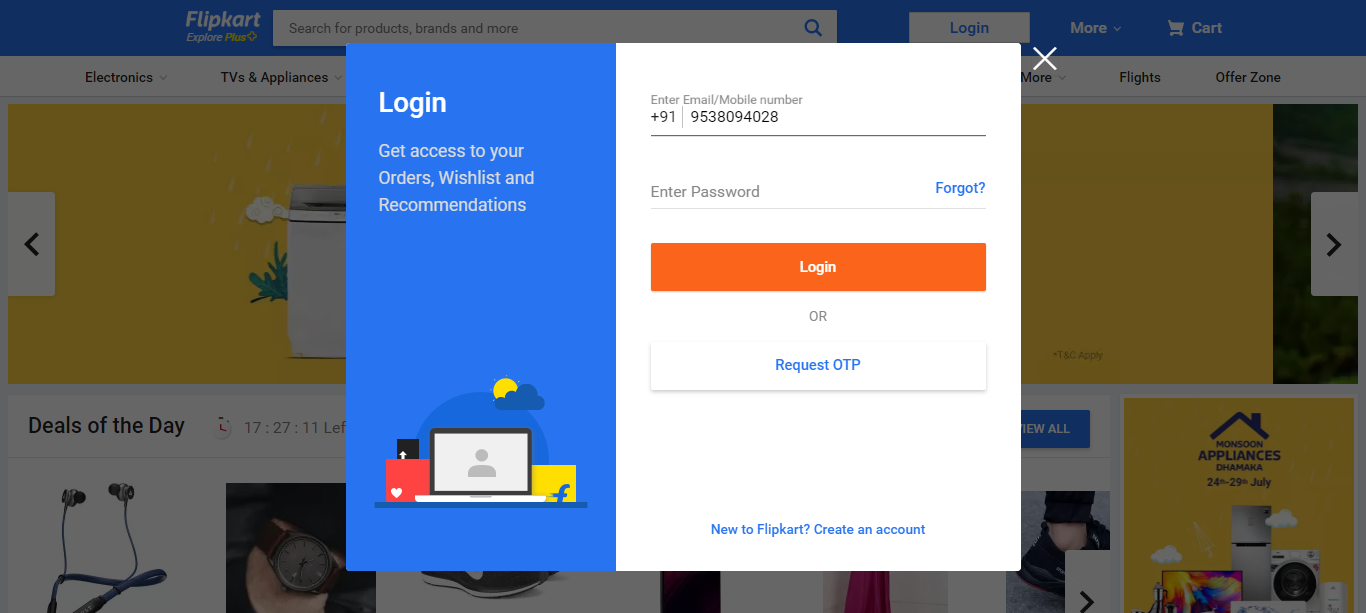 Flipkart
Explore Plus
Search for products, brands and more
Login
More
Cart
Electronics
TVs & Appliances
More
Flights
Offer Zone
Login
Get access to your
Orders, Wishlist and
Recommendations
Enter Email/Mobile number
+91 9538094028
Enter Password
Forgot?
Login
OR
Request OTP
New to Flipkart? Create an account
*T&C Apply
Deals of the Day
17 : 27 : 11 Lef
VIEW ALL
MONSOON
APPLIANCES
DHAMAKA
24th-29th July